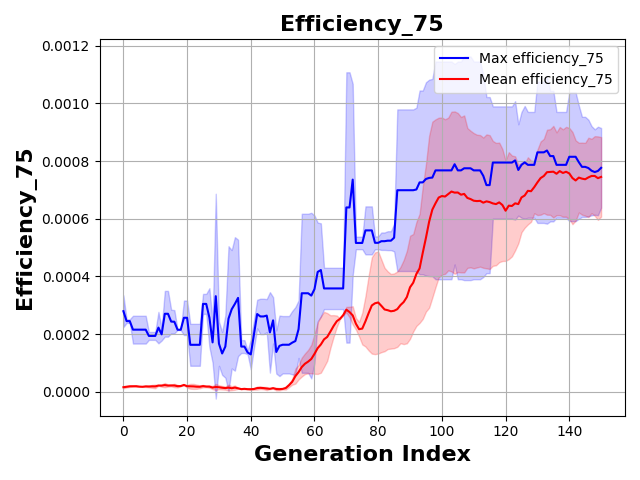 Efficiency_75
Max efficiency_75
Mean efficiency_75
Efficiency_75
0.0012
0.0010
0.0008
0.0006
0.0004
0.0002
0.0000
0 20 40 60 80 100 120 140
Generation Index